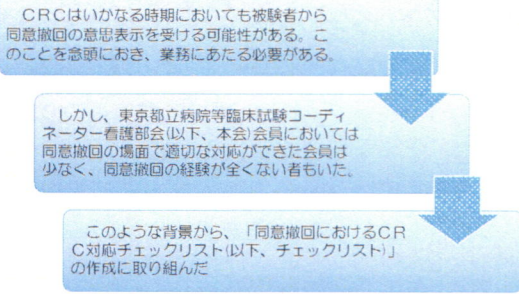 CRCはいかなる時期においても被験者から
同意撤回の意思表示を受ける可能性がある。こ
のことを念頭におき、業務にあたる必要がある。
しかし、東京都立病院等臨床試験コーディ
ネーター看護部会(以下、本会)会員においては
同意撤回の場面で適切な対応ができた会員は
少なく、同意撤回の経験が全くない者もいた。
このような背景から、「同意撤回におけるCR
C対応チェックリスト(以下、チェックリスト)」
の作成に取り組んだ